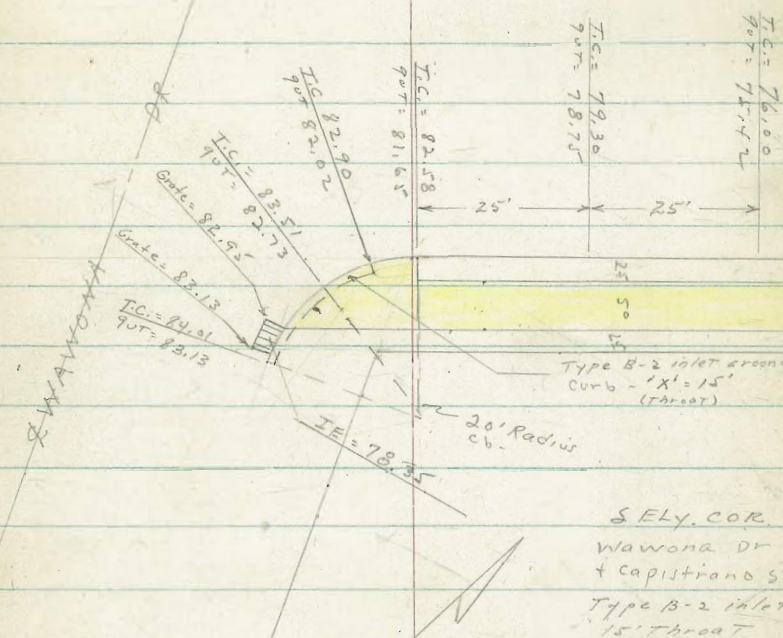 T.C. = 76.00
gut = 75.42
T.C. = 79.30
gut = 78.75
T.C. = 82.58
gut = 81.65
T.C. 82.90
gut 82.02
T.C. = 83.51
gut = 82.73
Grate = 82.95
Grate = 83.13
T.C. = 84.01
gut = 83.13
℄ WAWONA DR
25'
25'
50
Type B-2 inlet aroun
Curb - 'X' = 15'
(Throat)
20' Radius
cb.
IE = 78.35
SELY. COR.
Wawona Dr
+ Capistrano S
Type B-2 inlet
15' Throat